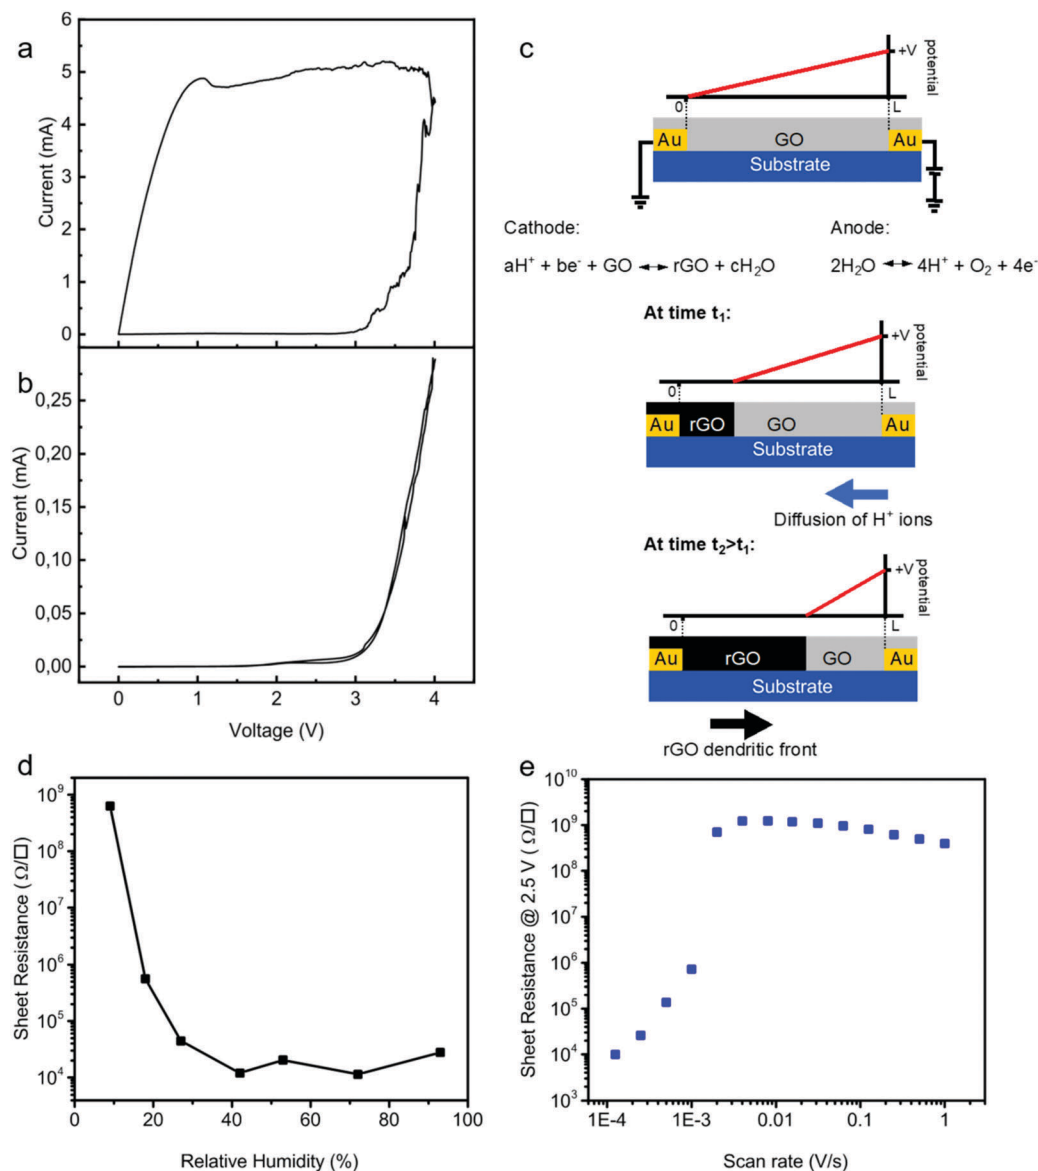 a
6
5
4
3
2
1
0
Current (mA)
b
0,25
0,20
0,15
0,10
0,05
0,00
Current (mA)
0 1 2 3 4
Voltage (V)
c
+V
potential
0 L
Au GO Au
Substrate
Cathode: Anode:
aH⁺ + be⁻ + GO ↔ rGO + cH₂O 2H₂O ↔ 4H⁺ + O₂ + 4e⁻
At time t₁:
+V
potential
0 L
Au rGO GO Au
Substrate
Diffusion of H⁺ ions
At time t₂>t₁:
+V
potential
0 L
Au rGO GO Au
Substrate
rGO dendritic front
d
10⁹
10⁸
10⁷
10⁶
10⁵
10⁴
Sheet Resistance (Ω/□)
0 20 40 60 80 100
Relative Humidity (%)
e
10¹⁰
10⁹
10⁸
10⁷
10⁶
10⁵
10⁴
10³
Sheet Resistance @ 2.5 V (Ω/□)
1E-4 1E-3 0.01 0.1 1
Scan rate (V/s)